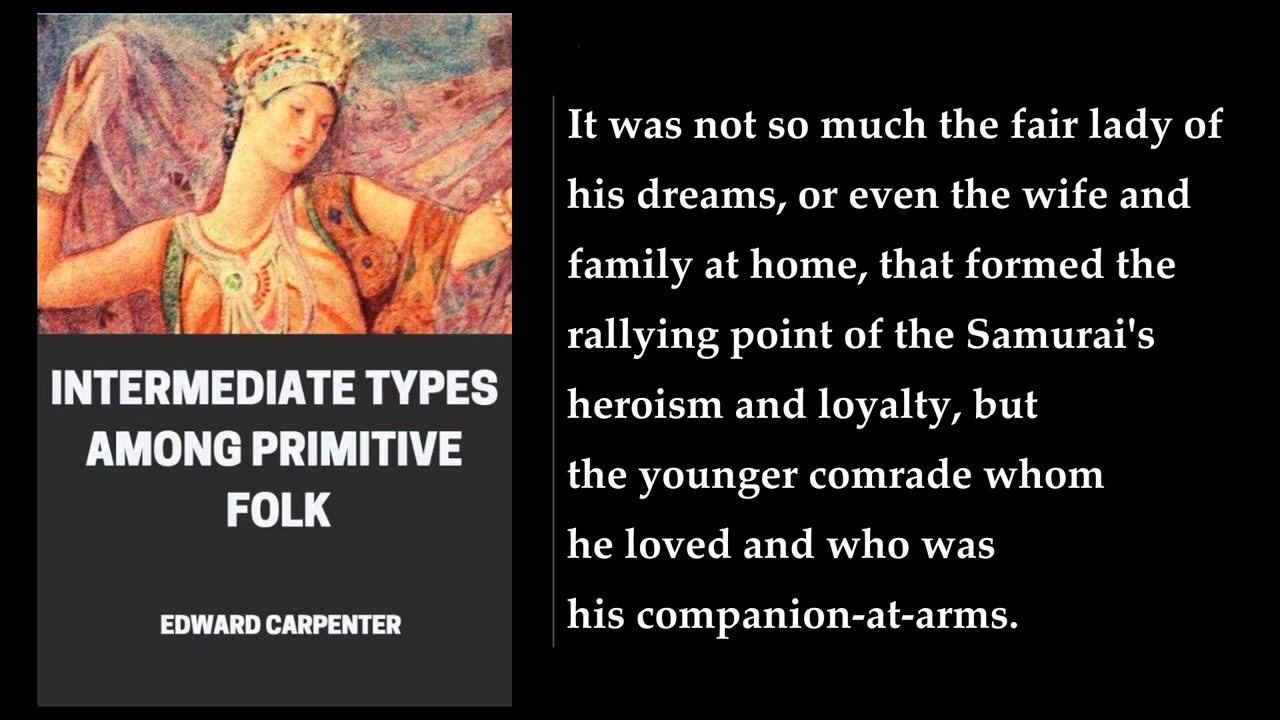 INTERMEDIATE TYPES
AMONG PRIMITIVE
FOLK
EDWARD CARPENTER
It was not so much the fair lady of
his dreams, or even the wife and
family at home, that formed the
rallying point of the Samurai's
heroism and loyalty, but
the younger comrade whom
he loved and who was
his companion-at-arms.